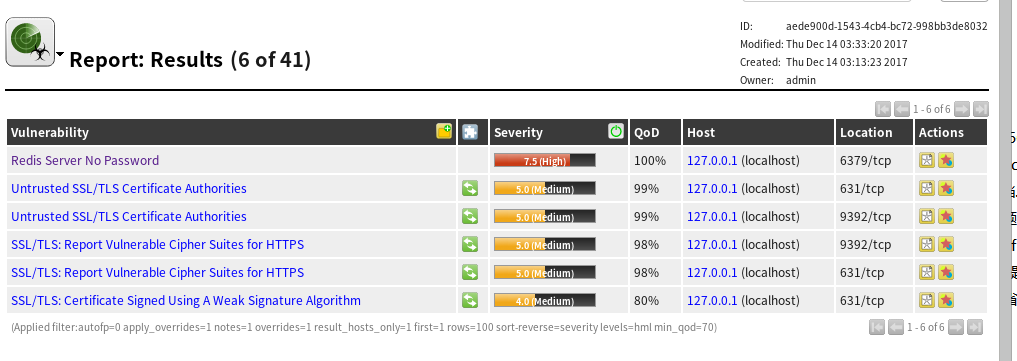 ID: aede900d-1543-4cb4-bc72-998bb3de8032
Modified: Thu Dec 14 03:33:20 2017
Created: Thu Dec 14 03:13:23 2017
Owner: admin
Report: Results (6 of 41)
1 - 6 of 6
Vulnerability Severity QoD Host Location Actions
Redis Server No Password 7.5 (High) 100% 127.0.0.1 (localhost) 6379/tcp
Untrusted SSL/TLS Certificate Authorities 5.0 (Medium) 99% 127.0.0.1 (localhost) 631/tcp
Untrusted SSL/TLS Certificate Authorities 5.0 (Medium) 99% 127.0.0.1 (localhost) 9392/tcp
SSL/TLS: Report Vulnerable Cipher Suites for HTTPS 5.0 (Medium) 98% 127.0.0.1 (localhost) 9392/tcp
SSL/TLS: Report Vulnerable Cipher Suites for HTTPS 5.0 (Medium) 98% 127.0.0.1 (localhost) 631/tcp
SSL/TLS: Certificate Signed Using A Weak Signature Algorithm 4.0 (Medium) 80% 127.0.0.1 (localhost) 631/tcp
(Applied filter:autofp=0 apply_overrides=1 notes=1 overrides=1 result_hosts_only=1 first=1 rows=100 sort-reverse=severity levels=hml min_qod=70) 1 - 6 of 6